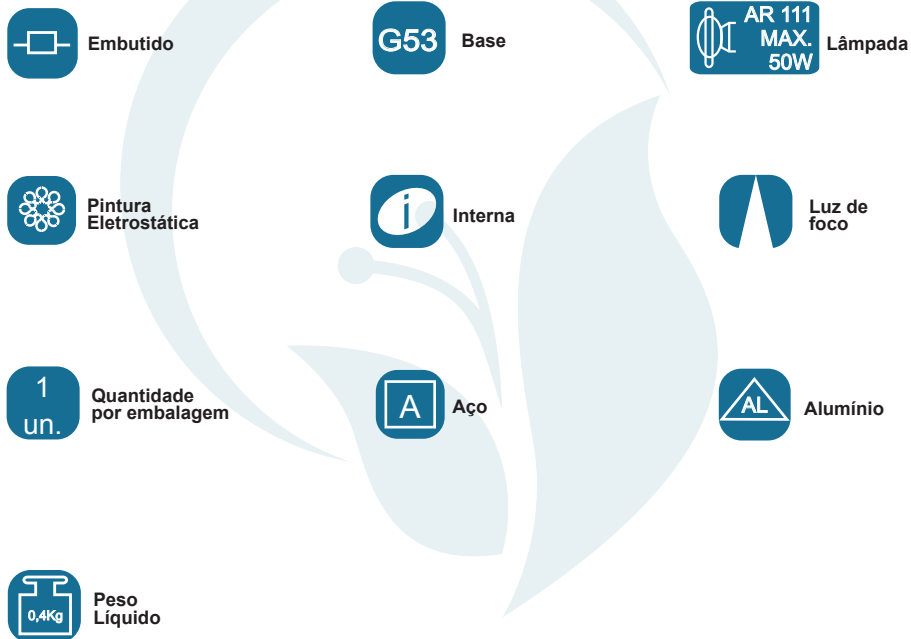 Embutido
G53
Base
AR 111
MAX.
50W
Lâmpada
Pintura
Eletrostática
i
Interna
Luz de
foco
1
un.
Quantidade
por embalagem
A
Aço
AL
Alumínio
0,4Kg
Peso
Líquido